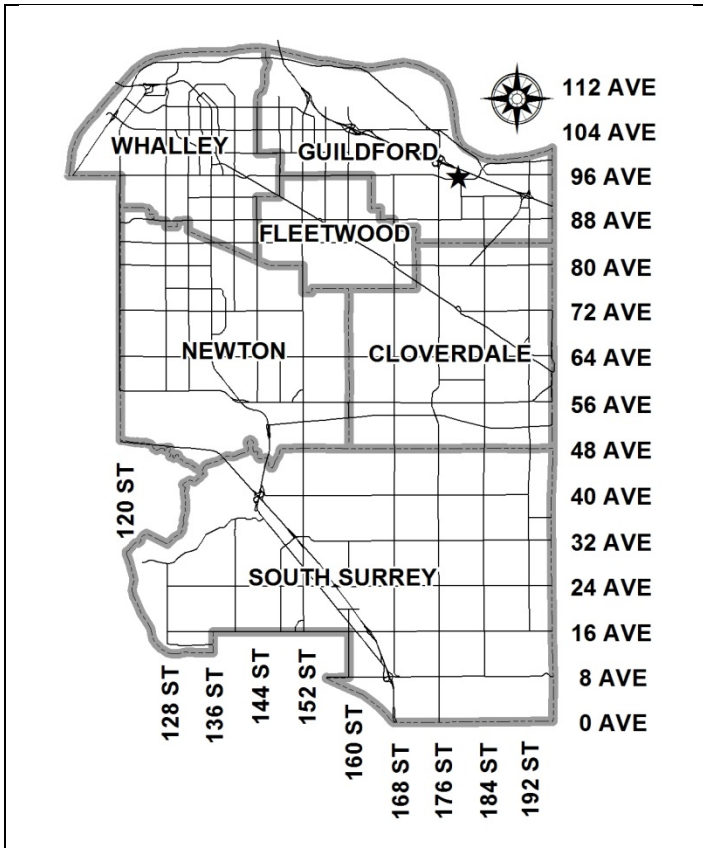 112 AVE
104 AVE
WHALLEY
GUILDFORD
96 AVE
88 AVE
FLEETWOOD
80 AVE
72 AVE
NEWTON
CLOVERDALE
64 AVE
56 AVE
48 AVE
120 ST
40 AVE
32 AVE
SOUTH SURREY
24 AVE
16 AVE
128 ST
136 ST
144 ST
152 ST
160 ST
8 AVE
0 AVE
168 ST
176 ST
184 ST
192 ST